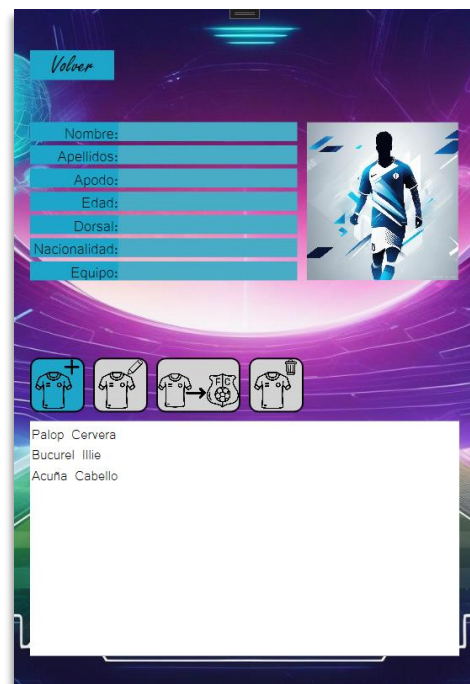 Volver
Nombre:
Apellidos:
Apodo:
Edad:
Dorsal:
Nacionalidad:
Equipo:
FC
Palop Cervera
Bucurel Illie
Acuña Cabello